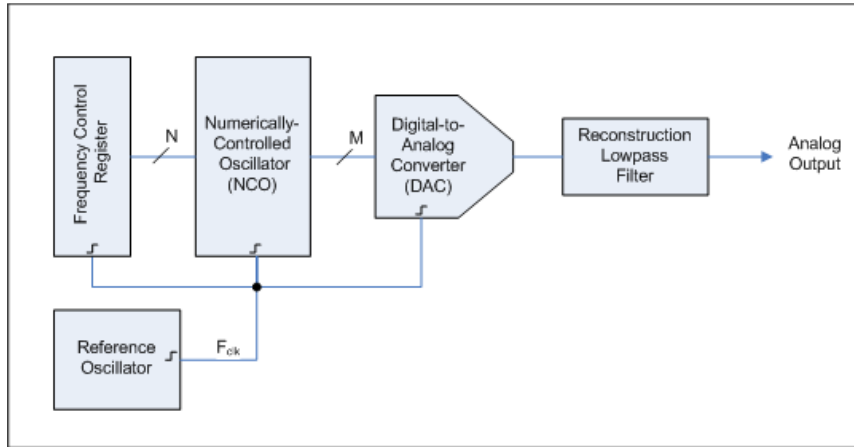 Frequency Control
Register
N
Numerically-
Controlled
Oscillator
(NCO)
M
Digital-to-
Analog
Converter
(DAC)
Reconstruction
Lowpass
Filter
Analog
Output
Reference
Oscillator
Fclk